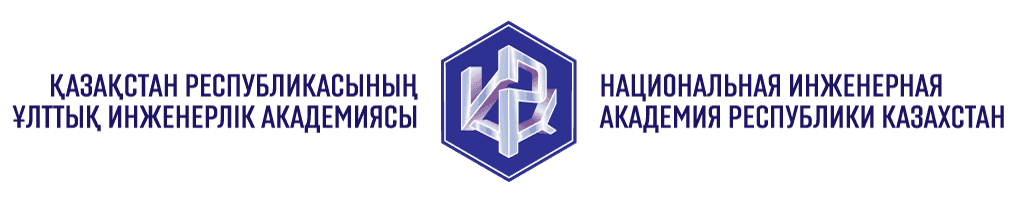 ҚАЗАҚСТАН РЕСПУБЛИКАСЫНЫҢ
ҰЛТТЫҚ ИНЖЕНЕРЛІК АКАДЕМИЯСЫ
НАЦИОНАЛЬНАЯ ИНЖЕНЕРНАЯ
АКАДЕМИЯ РЕСПУБЛИКИ КАЗАХСТАН